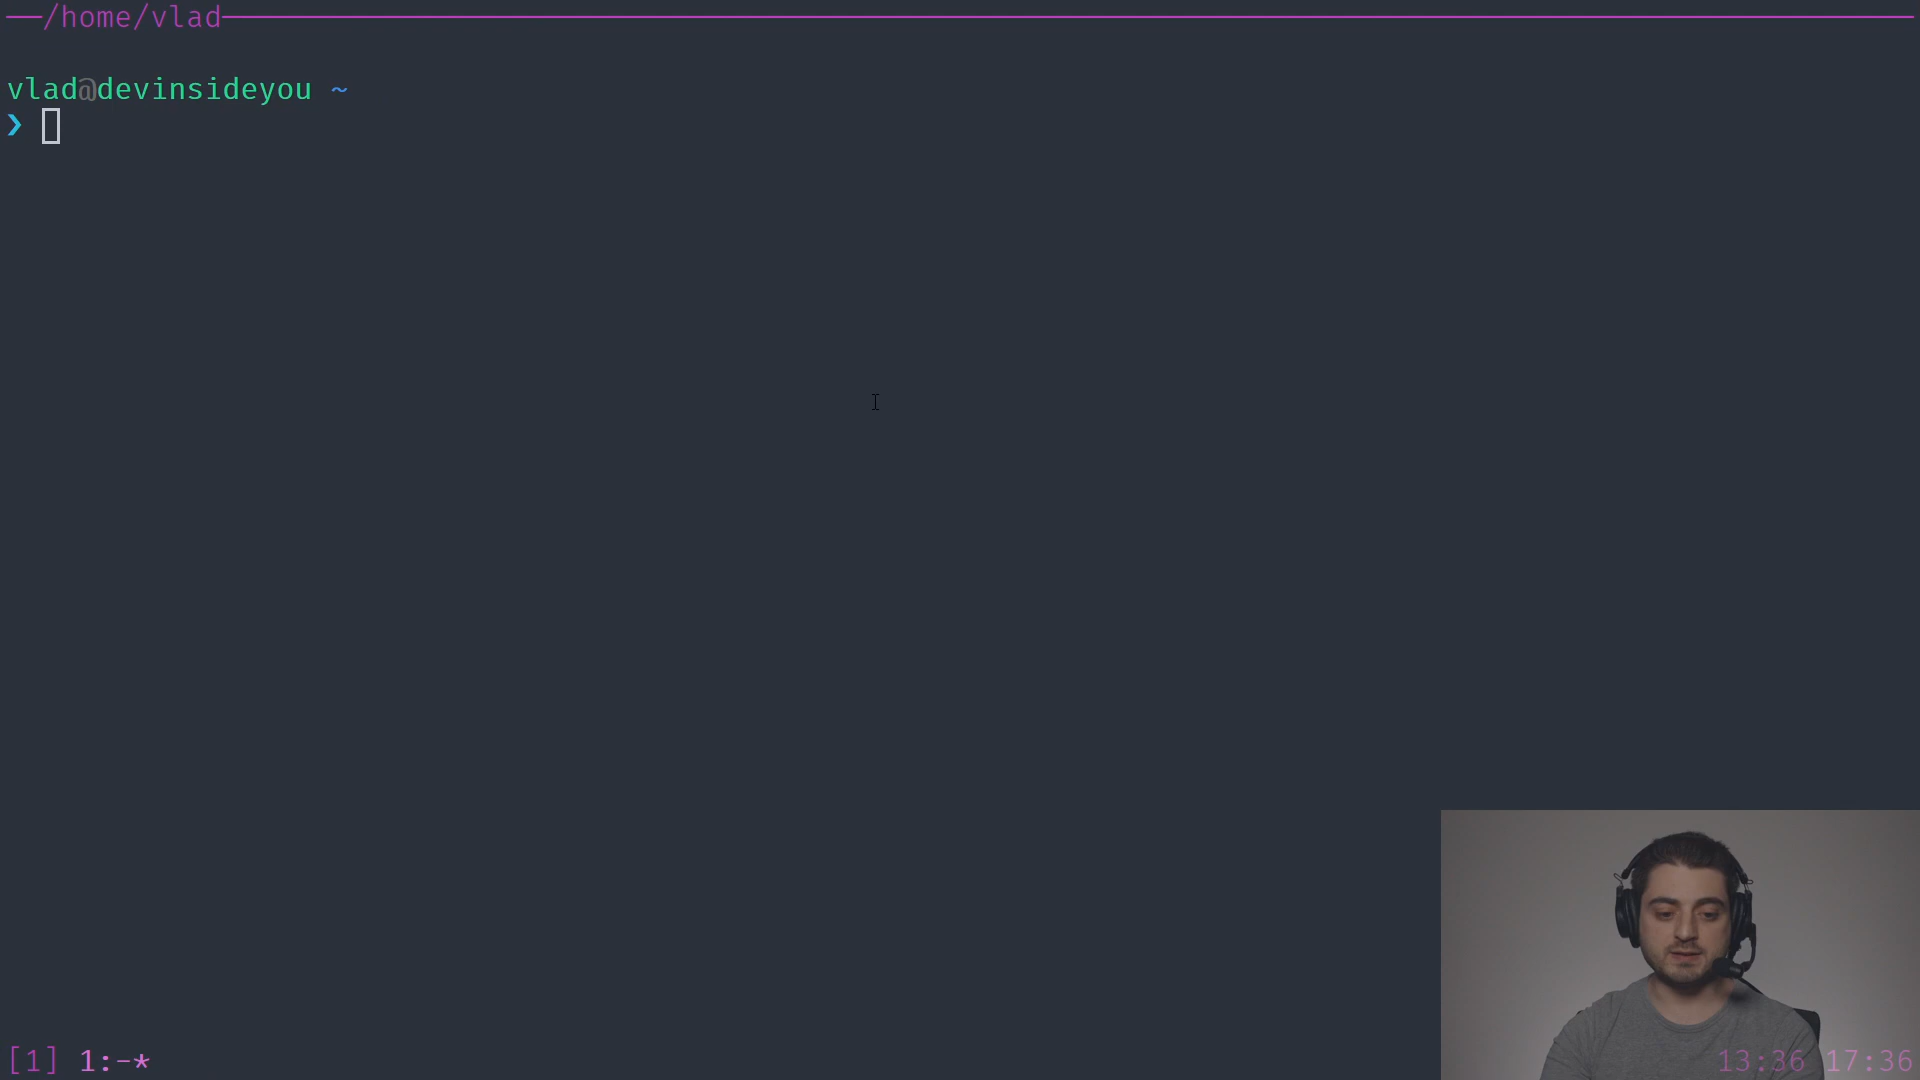 /home/vlad
vlad@devinsideyou ~
❯
[1] 1:-*
13:36 17:36